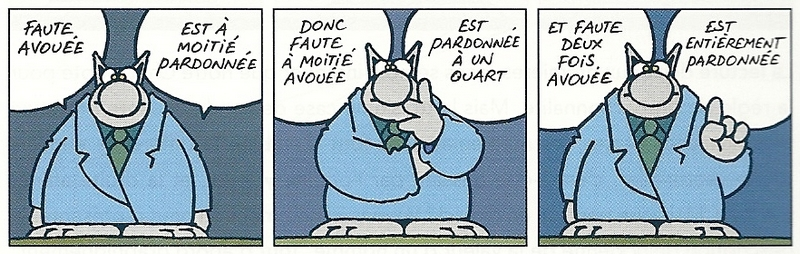 FAUTE
AVOUÉE
EST À
MOITIÉ
PARDONNÉE
DONC
FAUTE
À MOITIÉ
AVOUÉE
EST
PARDONNÉE
À UN
QUART
ET FAUTE
DEUX
FOIS
AVOUÉE
EST
ENTIÈREMENT
PARDONNÉE